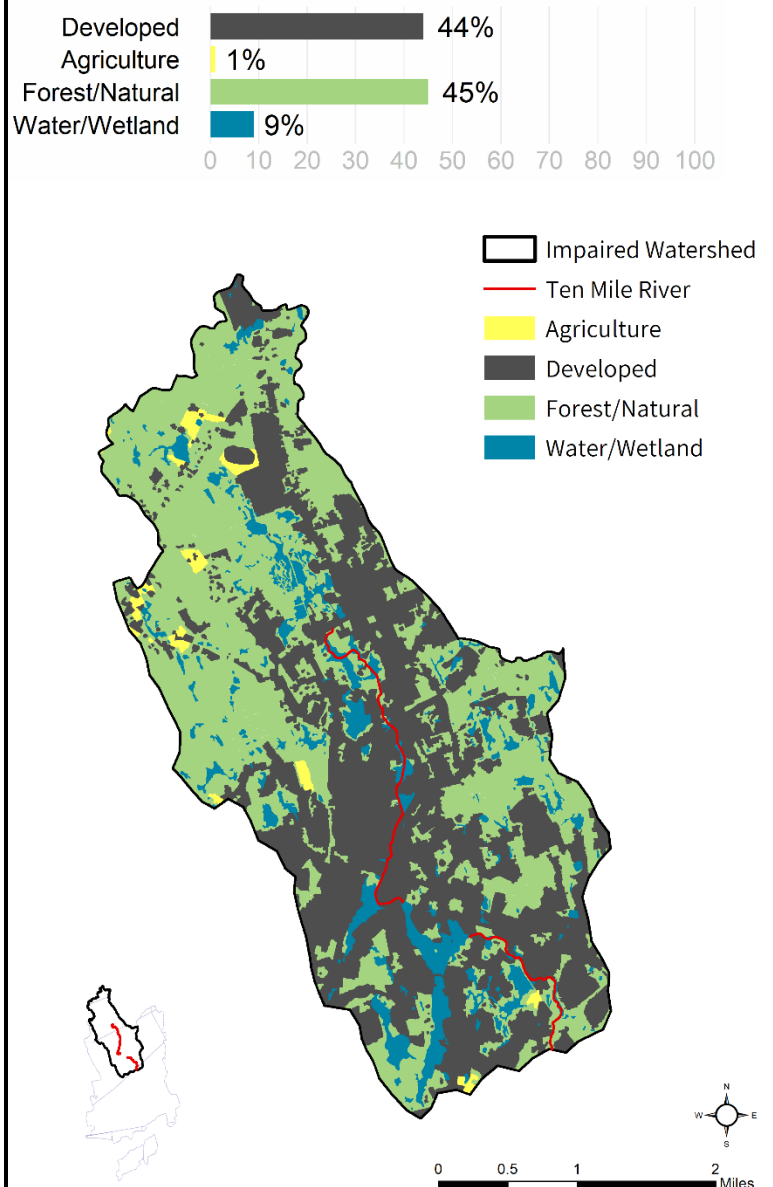 Developed 44%
Agriculture 1%
Forest/Natural 45%
Water/Wetland 9%
0 10 20 30 40 50 60 70 80 90 100
Impaired Watershed
Ten Mile River
Agriculture
Developed
Forest/Natural
Water/Wetland
N
W E
S
0 0.5 1 2
Miles